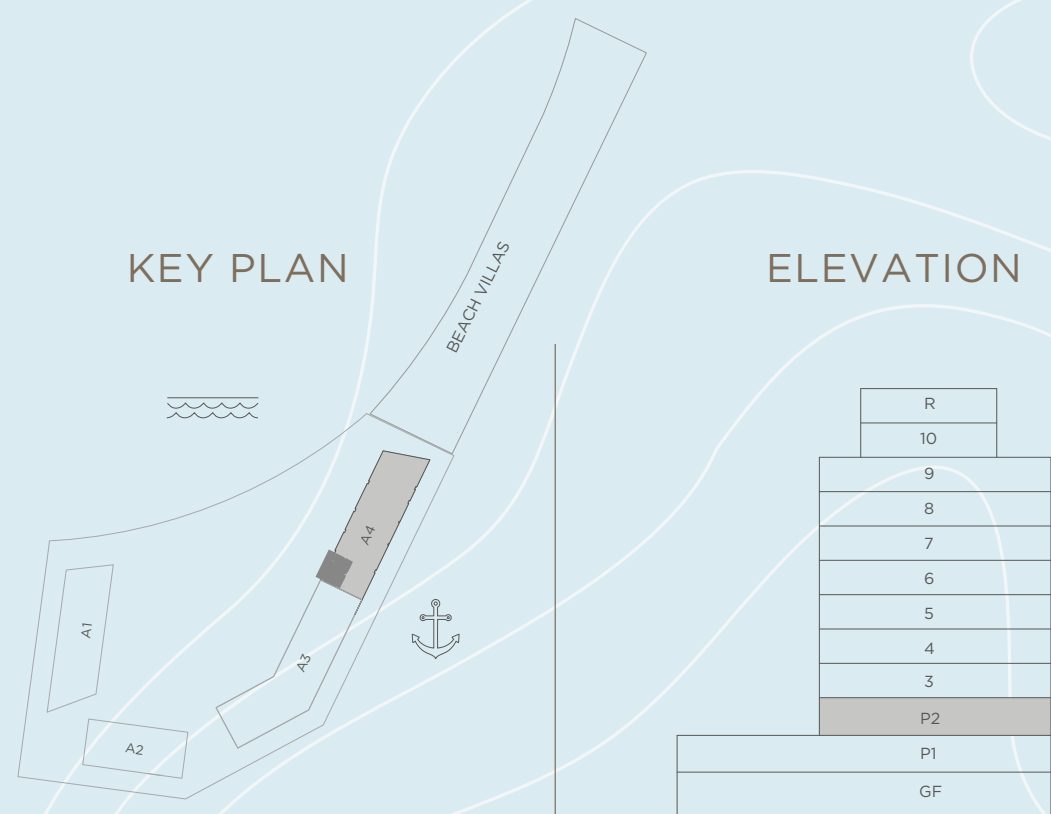 KEY PLAN
BEACH VILLAS
A4
A3
A1
A2
ELEVATION
R
10
9
8
7
6
5
4
3
P2
P1
GF